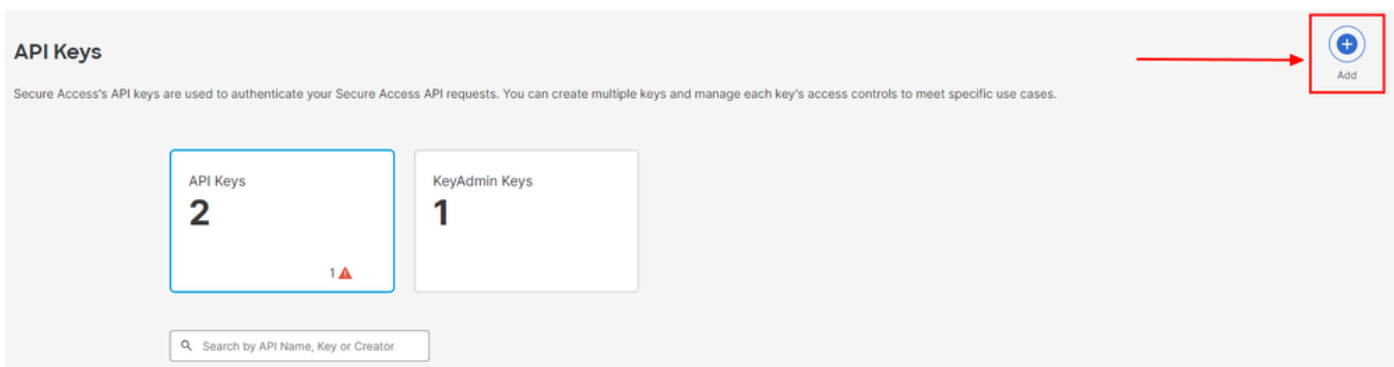 API Keys
Add
Secure Access's API keys are used to authenticate your Secure Access API requests. You can create multiple keys and manage each key's access controls to meet specific use cases.
API Keys
2
1
KeyAdmin Keys
1
Search by API Name, Key or Creator